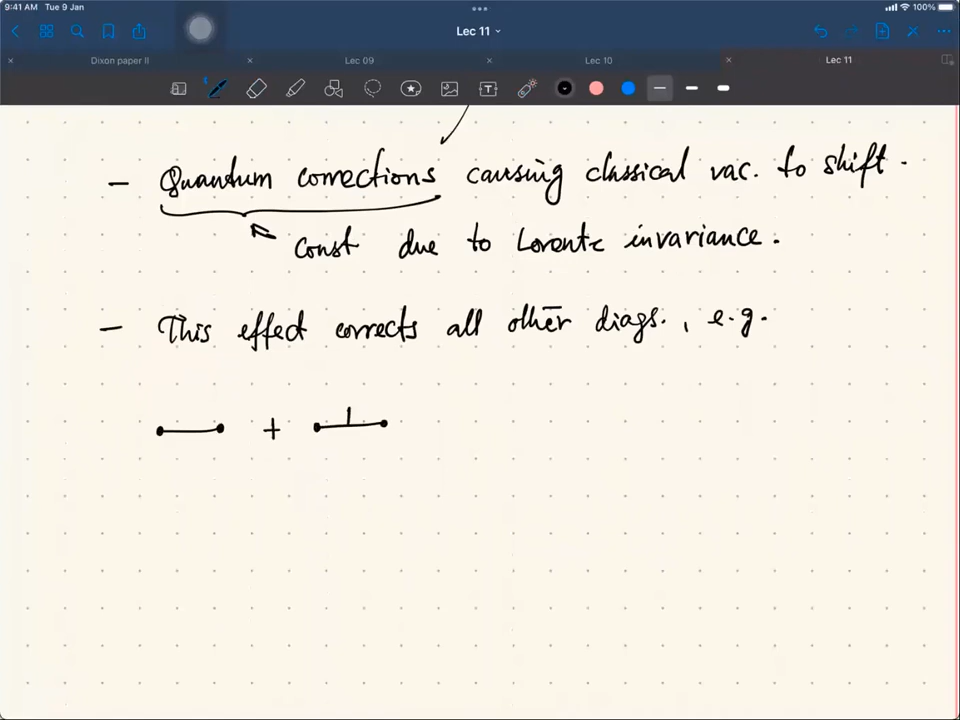 9:41 AM Tue 9 Jan
100%
Lec 11
Dixon paper II
Lec 09
Lec 10
Lec 11
T
- Quantum corrections causing classical vac. to shift.
const due to Lorentz invariance.
- This effect corrects all other diags., e.g.
+